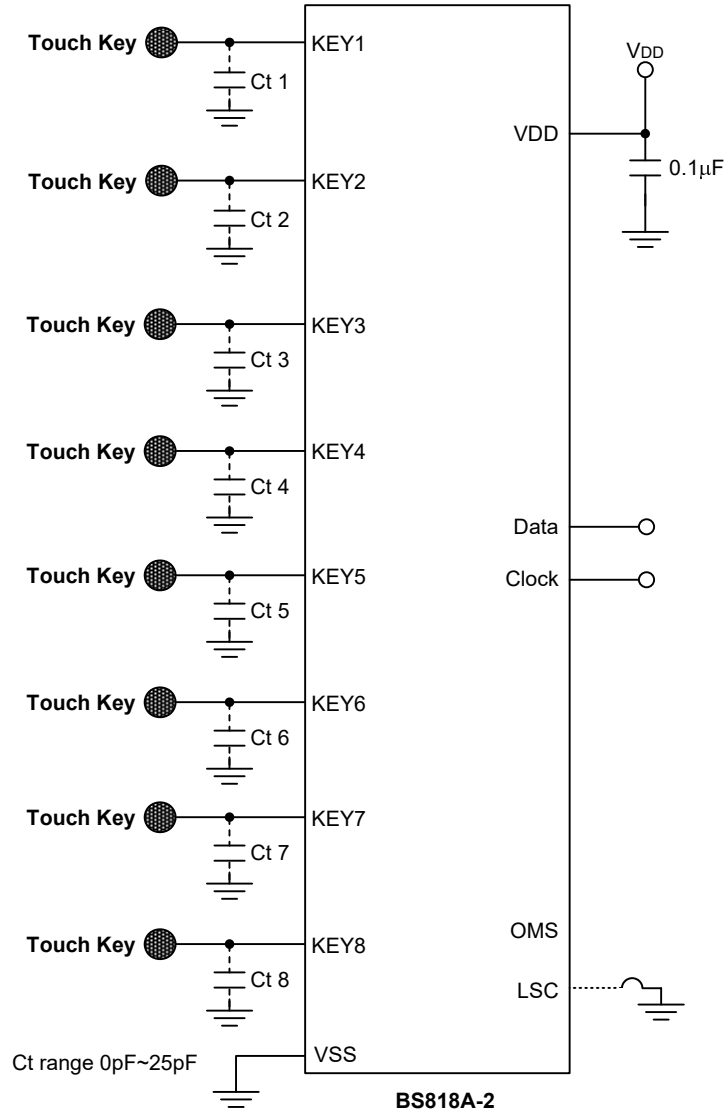 Touch Key
KEY1
Ct 1
VDD
VDD
0.1μF
Touch Key
KEY2
Ct 2
Touch Key
KEY3
Ct 3
Touch Key
KEY4
Ct 4
Data
Touch Key
KEY5
Clock
Ct 5
Touch Key
KEY6
Ct 6
Touch Key
KEY7
Ct 7
Touch Key
KEY8
OMS
Ct 8
LSC
Ct range 0pF~25pF
VSS
BS818A-2